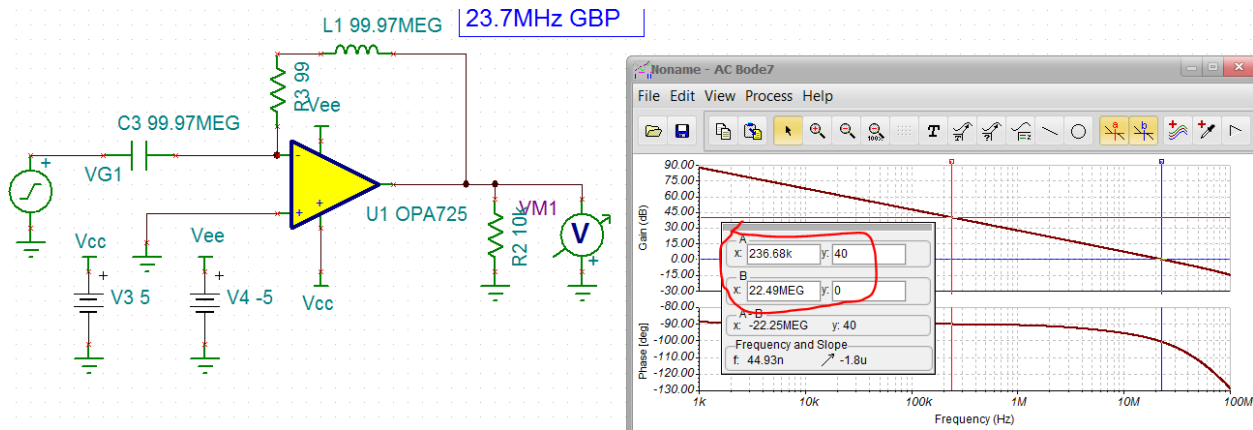 23.7MHz GBP
L1 99.97MEG
R3 99
Vee
C3 99.97MEG
VG1
-
+
+
+
U1 OPA725
Vcc
VM1
V
+
R2 10k
Vcc
+
V3 5
Vee
+
V4 -5
Noname - AC Bode7
File Edit View Process Help
100%
T
a
b
Gain (dB)
90.00
75.00
60.00
45.00
30.00
15.00
0.00
-15.00
-30.00
A
x: 236.68k y: 40
B
x: 22.49MEG y: 0
A - B
x: -22.25MEG y: 40
Frequency and Slope
f: 44.93n -1.8u
Phase [deg]
-80.00
-90.00
-100.00
-110.00
-120.00
-130.00
1k 10k 100k 1M 10M 100M
Frequency (Hz)